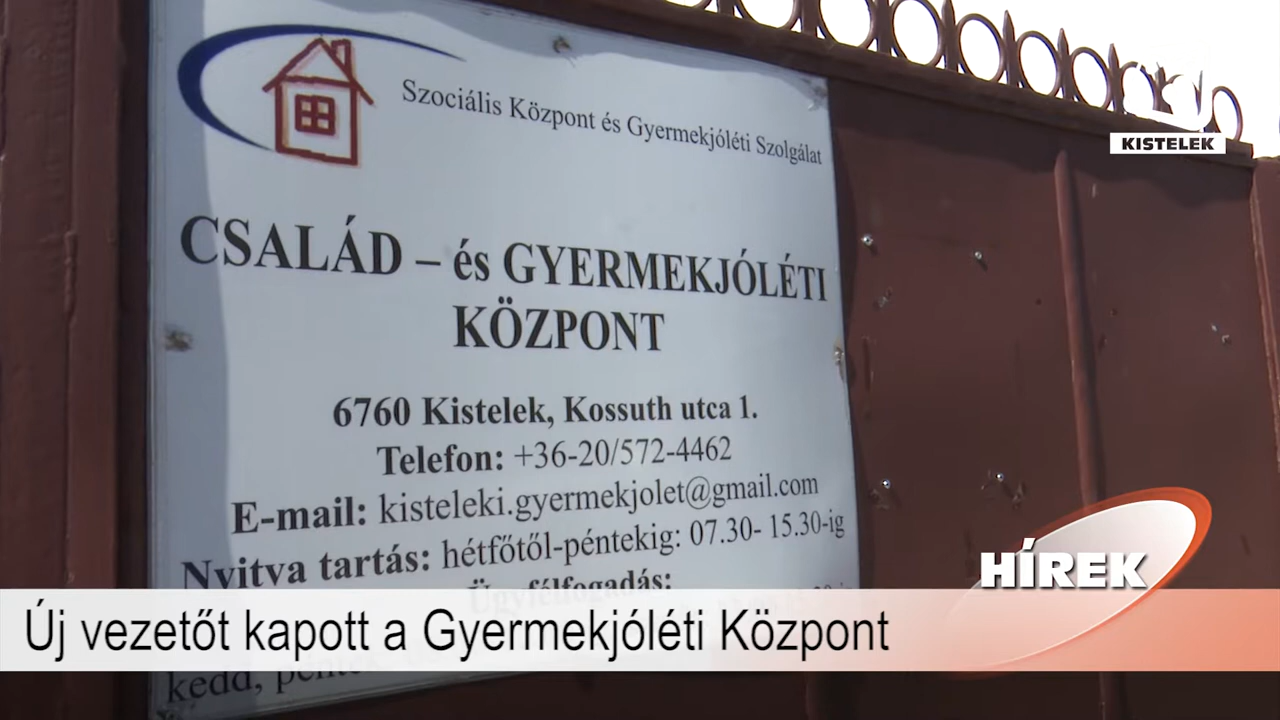 Szociális Központ és Gyermekjóléti Szolgálat
KISTELEK
CSALÁD – és GYERMEKJÓLÉTI
KÖZPONT
6760 Kistelek, Kossuth utca 1.
Telefon: +36-20/572-4462
E-mail: kisteleki.gyermekjolet@gmail.com
Nyitva tartás: hétfőtől-péntekig: 07.30- 15.30-ig
Ügyfélfogadás:
HÍREK
Új vezetőt kapott a Gyermekjóléti Központ
kedd,